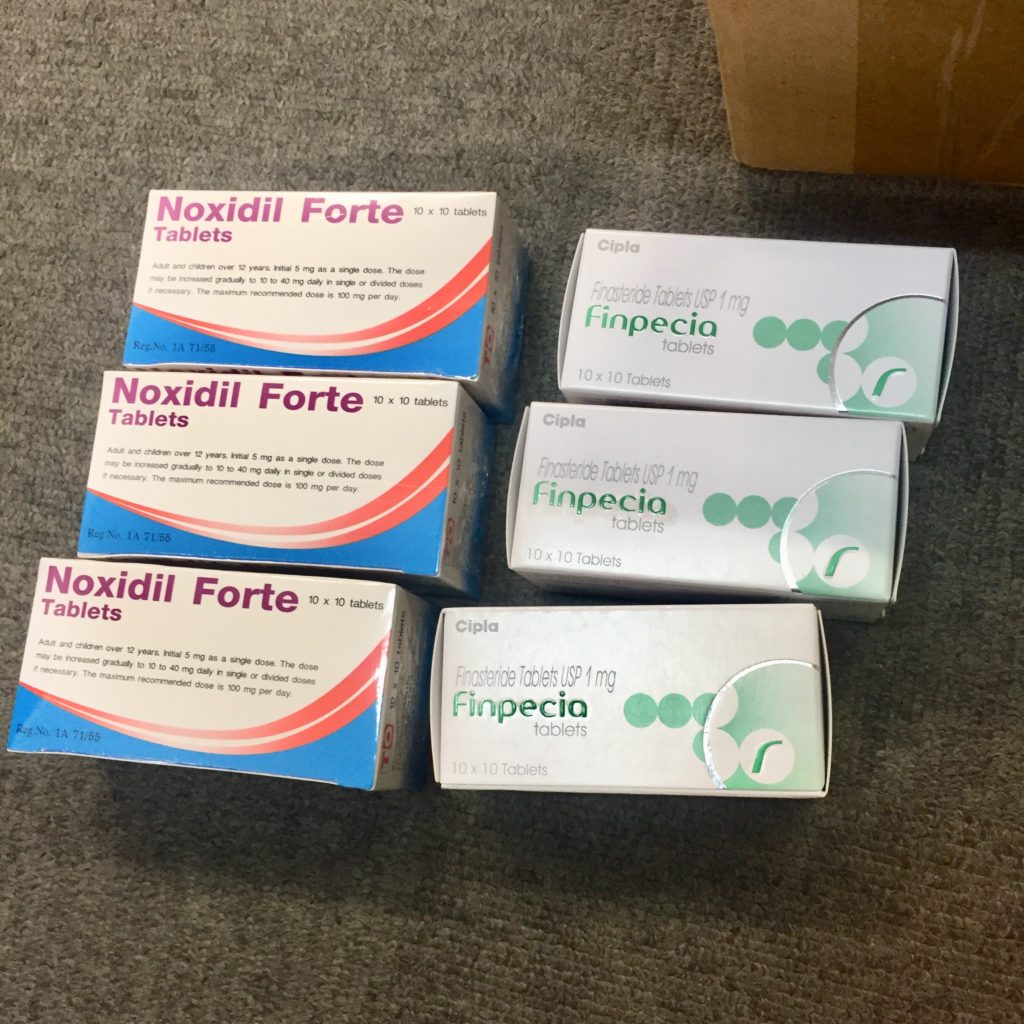 Noxidil Forte 10 x 10 tablets
Tablets
Adult and children over 12 years. Initial 5 mg as a single dose. The dose
may be increased gradually to 10 to 40 mg daily in single or divided doses
if necessary. The maximum recommended dose is 100 mg per day.
Reg.No. 1A 71/55
Noxidil Forte 10 x 10 tablets
Tablets
Adult and children over 12 years. Initial 5 mg as a single dose. The dose
may be increased gradually to 10 to 40 mg daily in single or divided doses
if necessary. The maximum recommended dose is 100 mg per day.
Reg.No. 1A 71/55
10 x 10 tablets
Noxidil Forte 10 x 10 tablets
Tablets
Adult and children over 12 years. Initial 5 mg as a single dose. The dose
may be increased gradually to 10 to 40 mg daily in single or divided doses
if necessary. The maximum recommended dose is 100 mg per day.
Reg.No. 1A 71/55
10 x 10 tablets
TO
Cipla
Finasteride Tablets USP 1 mg
Finpecia
tablets
10 x 10 Tablets
Cipla
Finasteride Tablets USP 1 mg
Finpecia
tablets
10 x 10 Tablets
Cipla
Finasteride Tablets USP 1 mg
Finpecia
tablets
10 x 10 Tablets